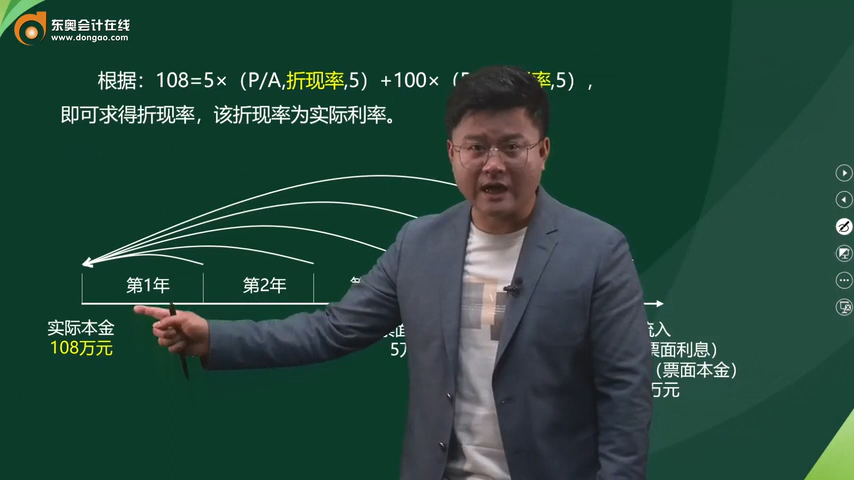 东奥会计在线
www.dongao.com
根据：108=5×（P/A,折现率,5）+100×（ 率,5）,
即可求得折现率，该折现率为实际利率。
第1年
第2年
实际本金
108万元
5万
流入
票面利息）
（票面本金）
万元